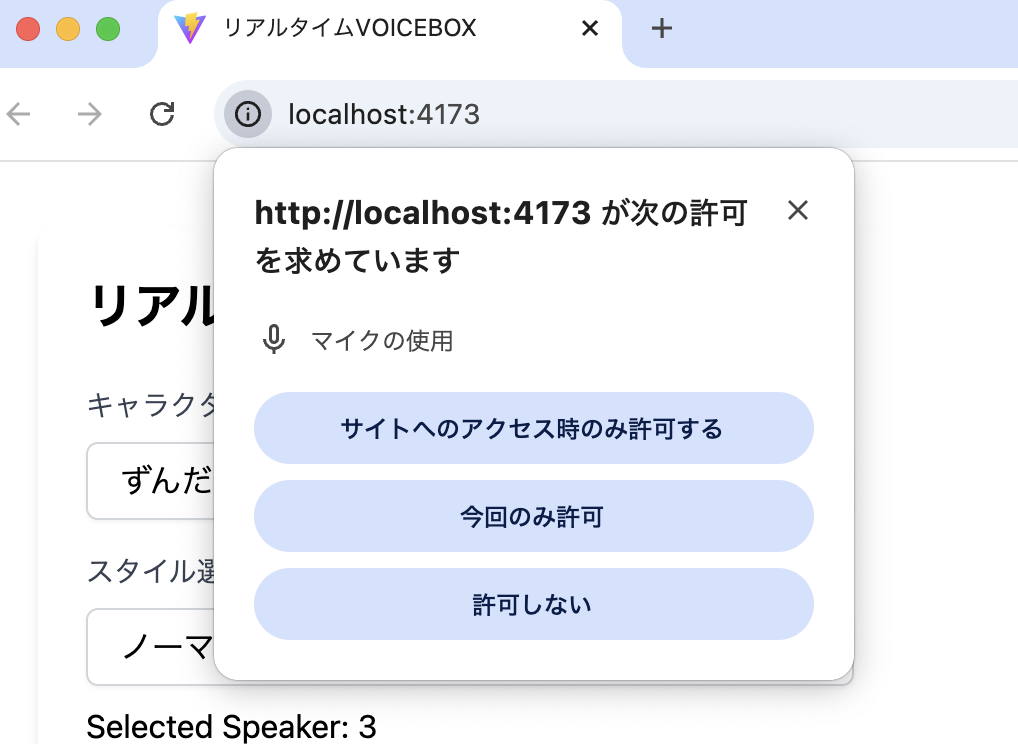 リアルタイムVOICEBOX
localhost:4173
http://localhost:4173 が次の許可
を求めています
マイクの使用
サイトへのアクセス時のみ許可する
今回のみ許可
許可しない
リアル
キャラクタ
ずんだ
スタイル選
ノーマ
Selected Speaker: 3